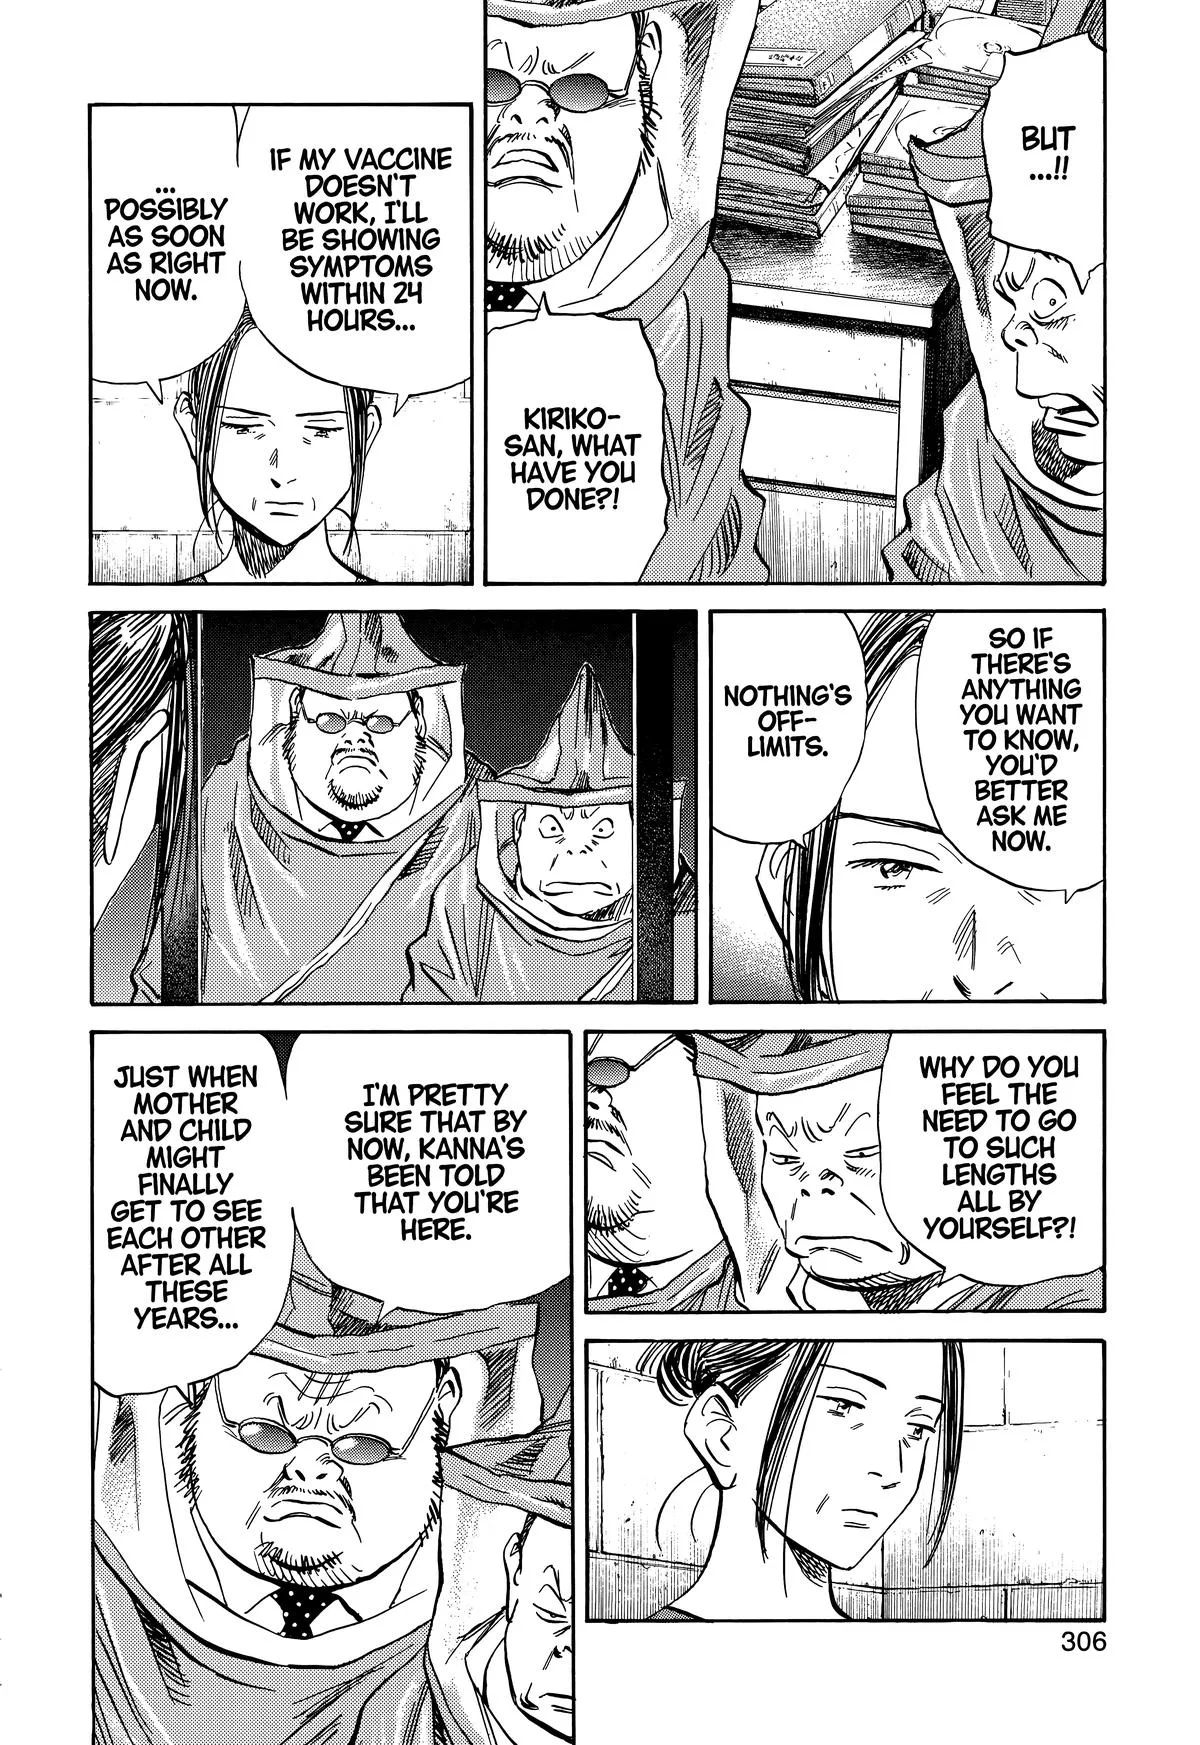 BUT
...!!
KIRIKO-
SAN, WHAT
HAVE YOU
DONE?!
IF MY VACCINE
DOESN'T
WORK, I'LL
BE SHOWING
SYMPTOMS
WITHIN 24
HOURS...
...
POSSIBLY
AS SOON
AS RIGHT
NOW.
SO IF
THERE'S
ANYTHING
YOU WANT
TO KNOW,
YOU'D
BETTER
ASK ME
NOW.
NOTHING'S
OFF-
LIMITS.
WHY DO YOU
FEEL THE
NEED TO GO
TO SUCH
LENGTHS
ALL BY
YOURSELF?!
I'M PRETTY
SURE THAT BY
NOW, KANNA'S
BEEN TOLD
THAT YOU'RE
HERE.
JUST WHEN
MOTHER
AND CHILD
MIGHT
FINALLY
GET TO SEE
EACH OTHER
AFTER ALL
THESE
YEARS...
306